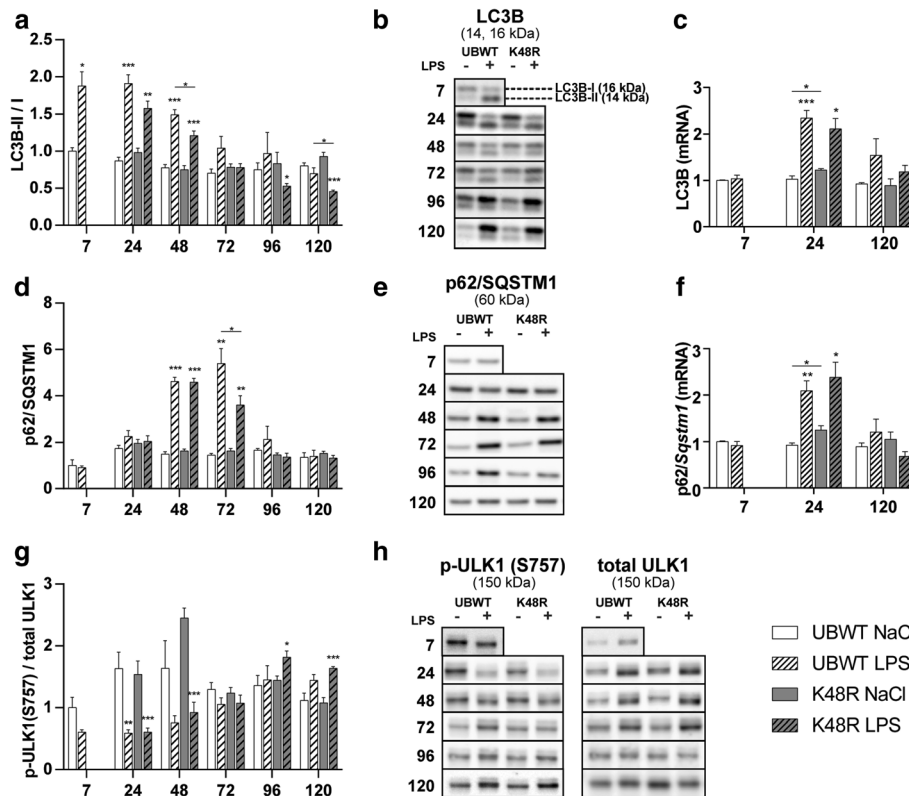 a
LC3B-II / I
2.5
2.0
1.5
1.0
0.5
0.0
* *** ** *** * *** * * ***
7 24 48 72 96 120
b
LC3B
(14, 16 kDa)
UBWT K48R
LPS - + - +
7 LC3B-I (16 kDa)
LC3B-II (14 kDa)
24
48
72
96
120
c
LC3B (mRNA)
3
2
1
0
*
*** *
7 24 120
d
p62/SQSTM1
8
6
4
2
0
*** *** ** * **
7 24 48 72 96 120
e
p62/SQSTM1
(60 kDa)
UBWT K48R
LPS - + - +
7
24
48
72
96
120
f
p62/Sqstm1 (mRNA)
3
2
1
0
*
** *
7 24 120
g
p-ULK1(S757) / total ULK1
3
2
1
0
** *** *** * ***
7 24 48 72 96 120
h
p-ULK1 (S757) total ULK1
(150 kDa) (150 kDa)
UBWT K48R UBWT K48R
LPS - + - + - + - +
7
24
48
72
96
120
UBWT NaCl
UBWT LPS
K48R NaCl
K48R LPS